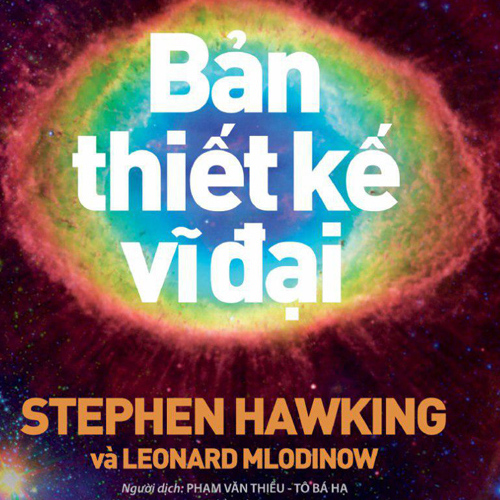 Bản
thiết kế
vĩ đại
STEPHEN HAWKING
và LEONARD MLODINOW
Người dịch: PHẠM VĂN THIỀU - TÔ BÁ HẠ